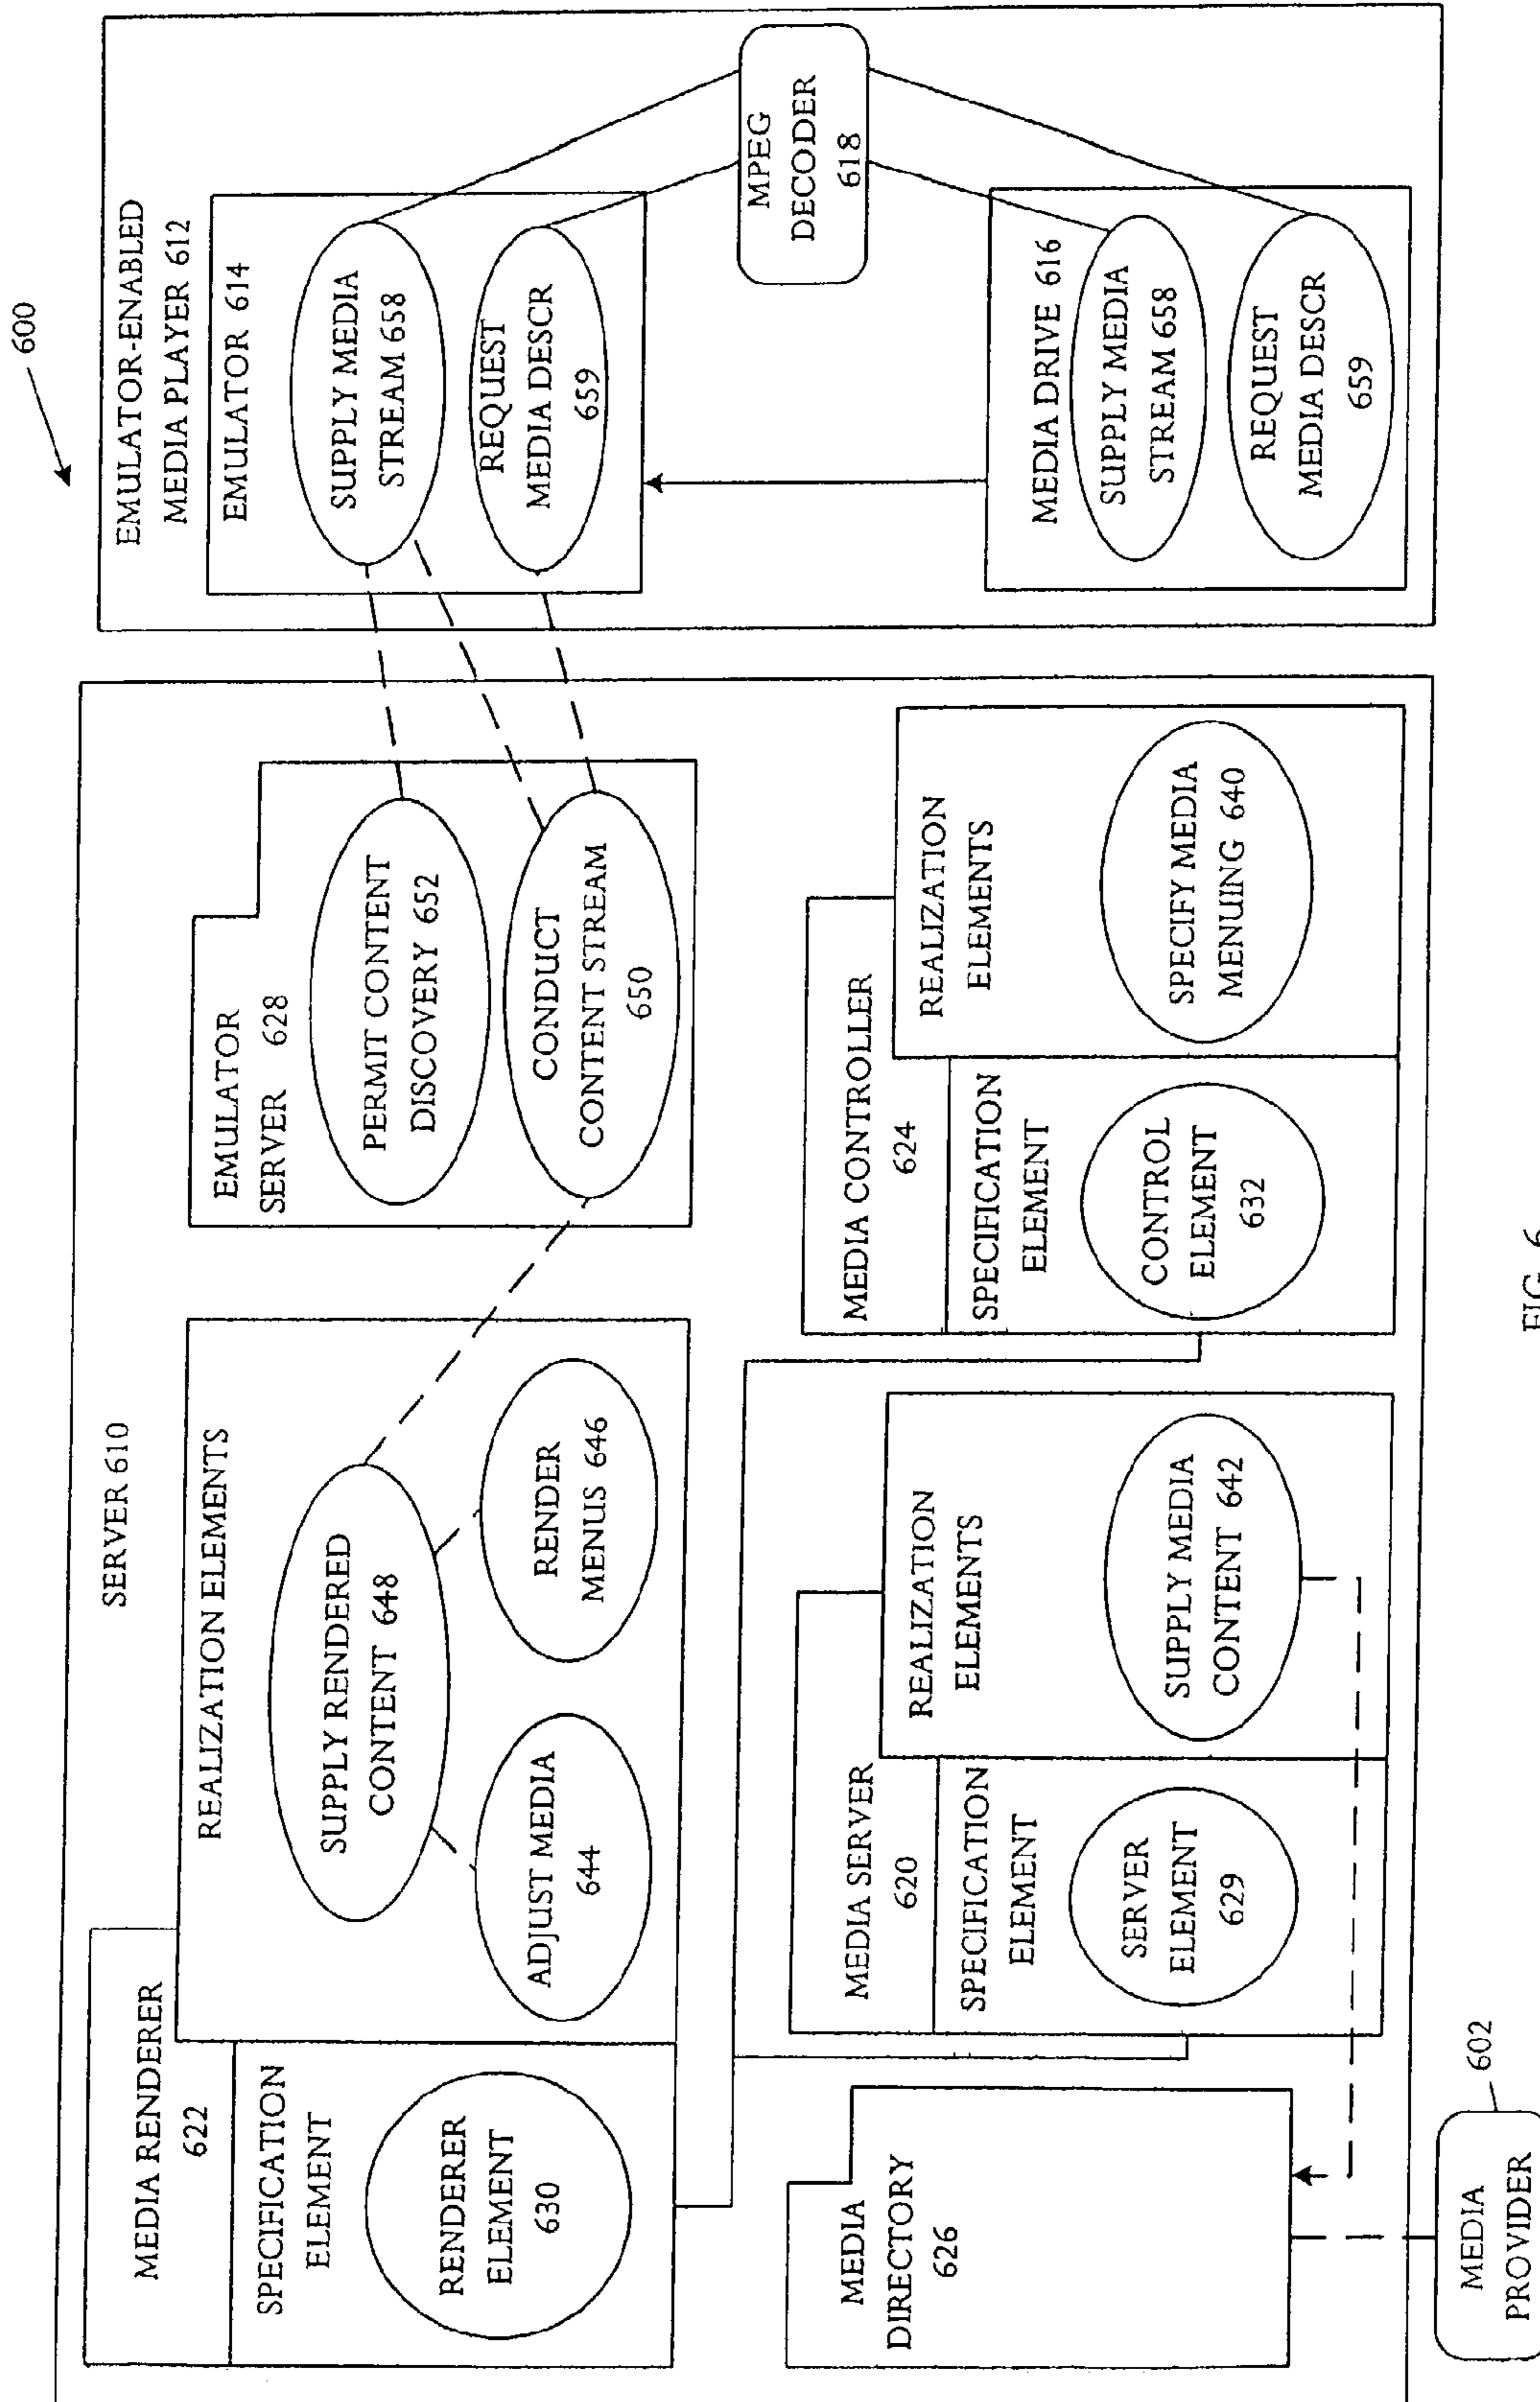 600
SERVER 610
MEDIA RENDERER
622
SPECIFICATION
ELEMENT
RENDERER
ELEMENT
630
REALIZATION ELEMENTS
SUPPLY RENDERED
CONTENT 648
ADJUST MEDIA
644
RENDER
MENUS 646
EMULATOR
SERVER 628
PERMIT CONTENT
DISCOVERY 652
CONDUCT
CONTENT STREAM
650
MEDIA
DIRECTORY
626
MEDIA SERVER
620
SPECIFICATION
ELEMENT
SERVER
ELEMENT
629
REALIZATION
ELEMENTS
SUPPLY MEDIA
CONTENT 642
MEDIA CONTROLLER
624
SPECIFICATION
ELEMENT
CONTROL
ELEMENT
632
REALIZATION
ELEMENTS
SPECIFY MEDIA
MENUING 640
EMULATOR-ENABLED
MEDIA PLAYER 612
EMULATOR 614
SUPPLY MEDIA
STREAM 658
REQUEST
MEDIA DESCR
659
MPEG
DECODER
618
MEDIA DRIVE 616
SUPPLY MEDIA
STREAM 658
REQUEST
MEDIA DESCR
659
MEDIA
PROVIDER
602
FIG. 6